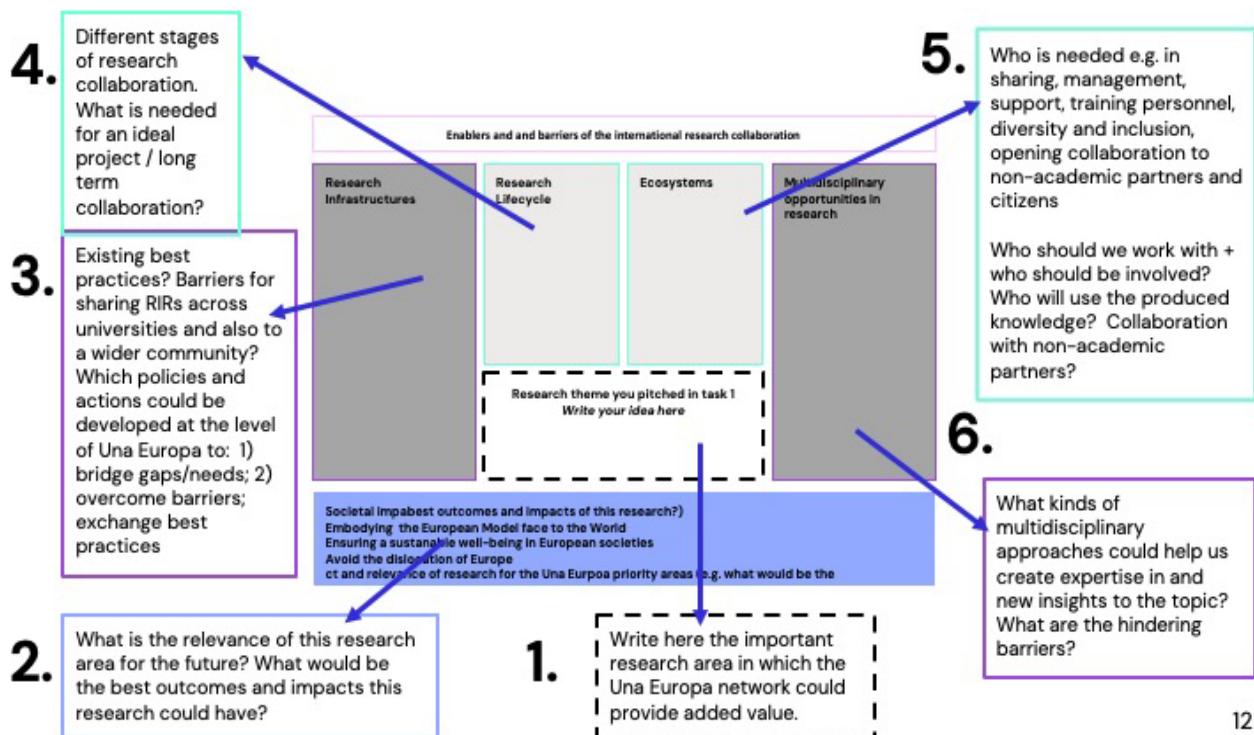 4.
Different stages
of research
collaboration.
What is needed
for an ideal
project / long
term
collaboration?
5.
Who is needed e.g. in
sharing, management,
support, training personnel,
diversity and inclusion,
opening collaboration to
non-academic partners and
citizens
Who should we work with +
who should be involved?
Who will use the produced
knowledge? Collaboration
with non-academic
partners?
Enablers and and barriers of the international research collaboration
Research
Infrastructures
Research
Lifecycle
Ecosystems
Multidisciplinary
opportunities in
research
3.
Existing best
practices? Barriers for
sharing RIRs across
universities and also to
a wider community?
Which policies and
actions could be
developed at the level
of Una Europa to: 1)
bridge gaps/needs; 2)
overcome barriers;
exchange best
practices
Research theme you pitched in task 1
Write your idea here
6.
What kinds of
multidisciplinary
approaches could help us
create expertise in and
new insights to the topic?
What are the hindering
barriers?
Societal impabest outcomes and impacts of this research?)
Embodying the European Model face to the World
Ensuring a sustanable well-being in European societies
Avoid the dislocation of Europe
ct and relevance of research for the Una Eurpoa priority areas (e.g. what would be the
2.
What is the relevance of this research
area for the future? What would be
the best outcomes and impacts this
research could have?
1.
Write here the important
research area in which the
Una Europa network could
provide added value.
12